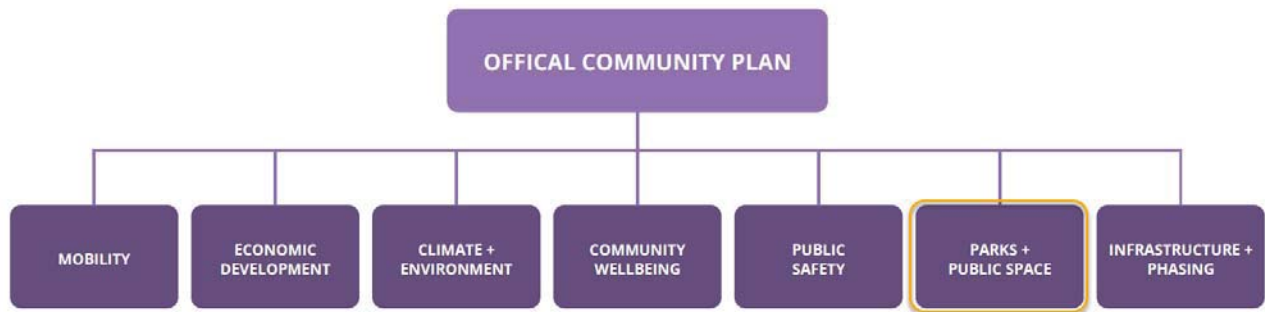 OFFICAL COMMUNITY PLAN
MOBILITY
ECONOMIC
DEVELOPMENT
CLIMATE +
ENVIRONMENT
COMMUNITY
WELLBEING
PUBLIC
SAFETY
PARKS +
PUBLIC SPACE
INFRASTRUCTURE +
PHASING